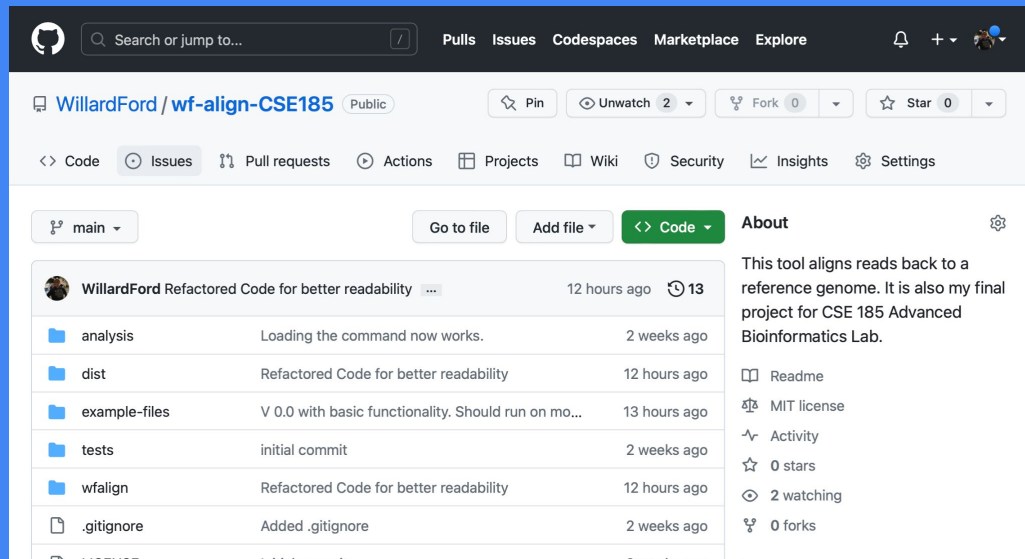 Search or jump to... / Pulls Issues Codespaces Marketplace Explore
WillardFord / wf-align-CSE185 Public Pin Unwatch 2 Fork 0 Star 0
Code Issues Pull requests Actions Projects Wiki Security Insights Settings
main Go to file Add file Code
WillardFord Refactored Code for better readability ... 12 hours ago 13
analysis Loading the command now works. 2 weeks ago
dist Refactored Code for better readability 12 hours ago
example-files V 0.0 with basic functionality. Should run on mo... 13 hours ago
tests initial commit 2 weeks ago
wfalign Refactored Code for better readability 12 hours ago
.gitignore Added .gitignore 2 weeks ago
About
This tool aligns reads back to a
reference genome. It is also my final
project for CSE 185 Advanced
Bioinformatics Lab.
Readme
MIT license
Activity
0 stars
2 watching
0 forks